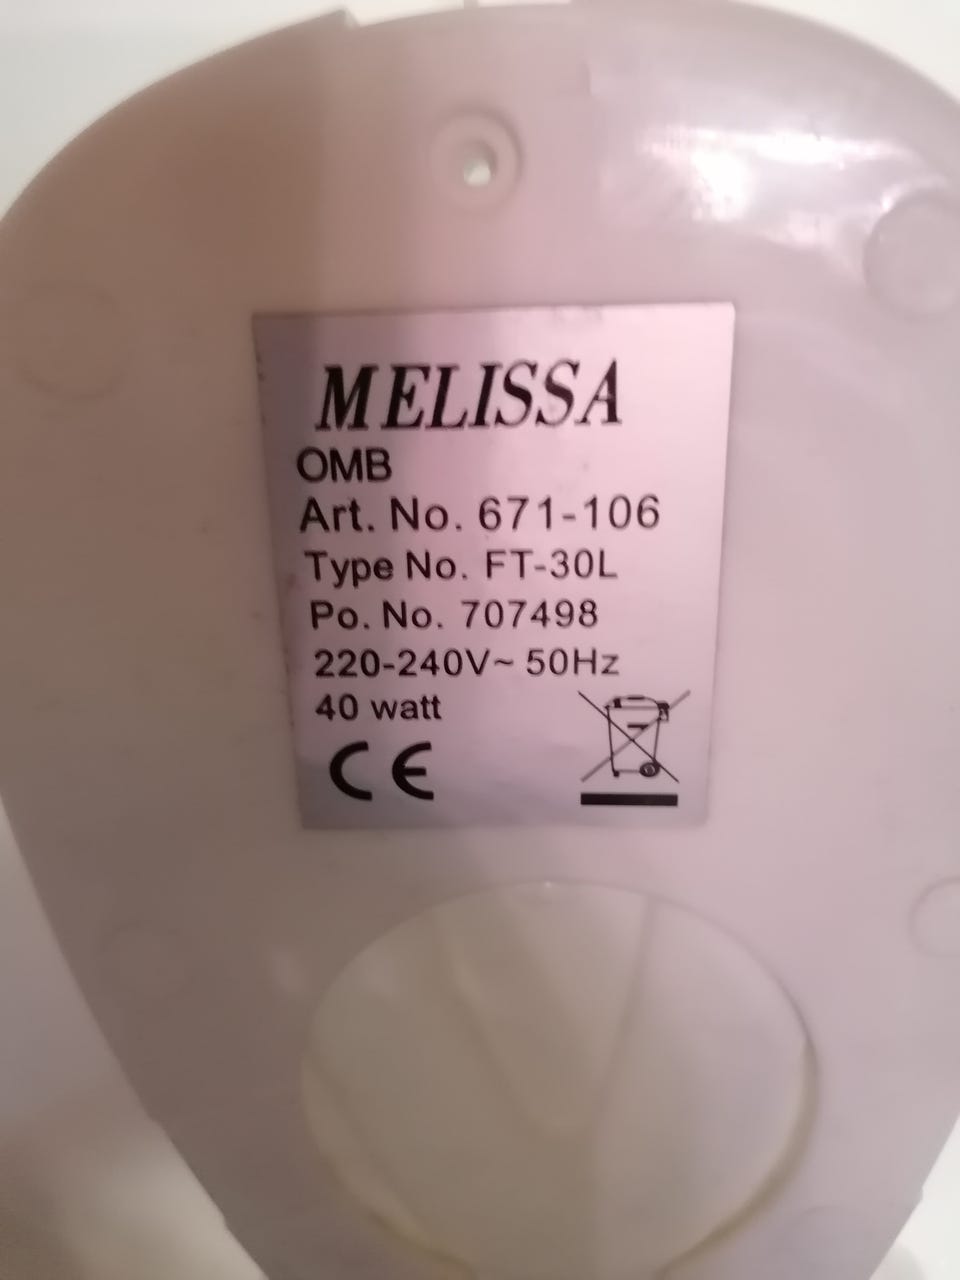 MELISSA
OMB
Art. No. 671-106
Type No. FT-30L
Po. No. 707498
220-240V~ 50Hz
40 watt
CE